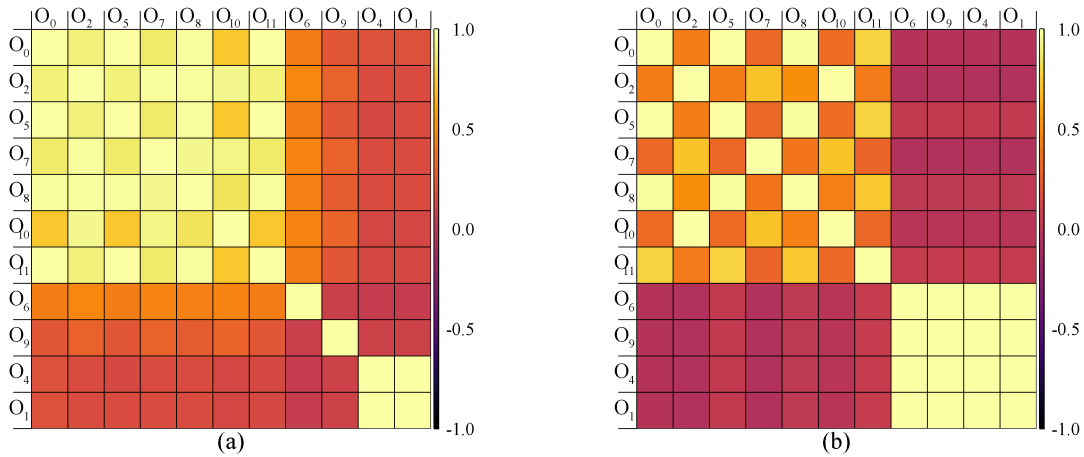 O₀ O₂ O₅ O₇ O₈ O₁₀ O₁₁ O₆ O₉ O₄ O₁
O₀
O₂
O₅
O₇
O₈
O₁₀
O₁₁
O₆
O₉
O₄
O₁
1.0
0.5
0.0
-0.5
-1.0
(a)
O₀ O₂ O₅ O₇ O₈ O₁₀ O₁₁ O₆ O₉ O₄ O₁
O₀
O₂
O₅
O₇
O₈
O₁₀
O₁₁
O₆
O₉
O₄
O₁
1.0
0.5
0.0
-0.5
-1.0
(b)